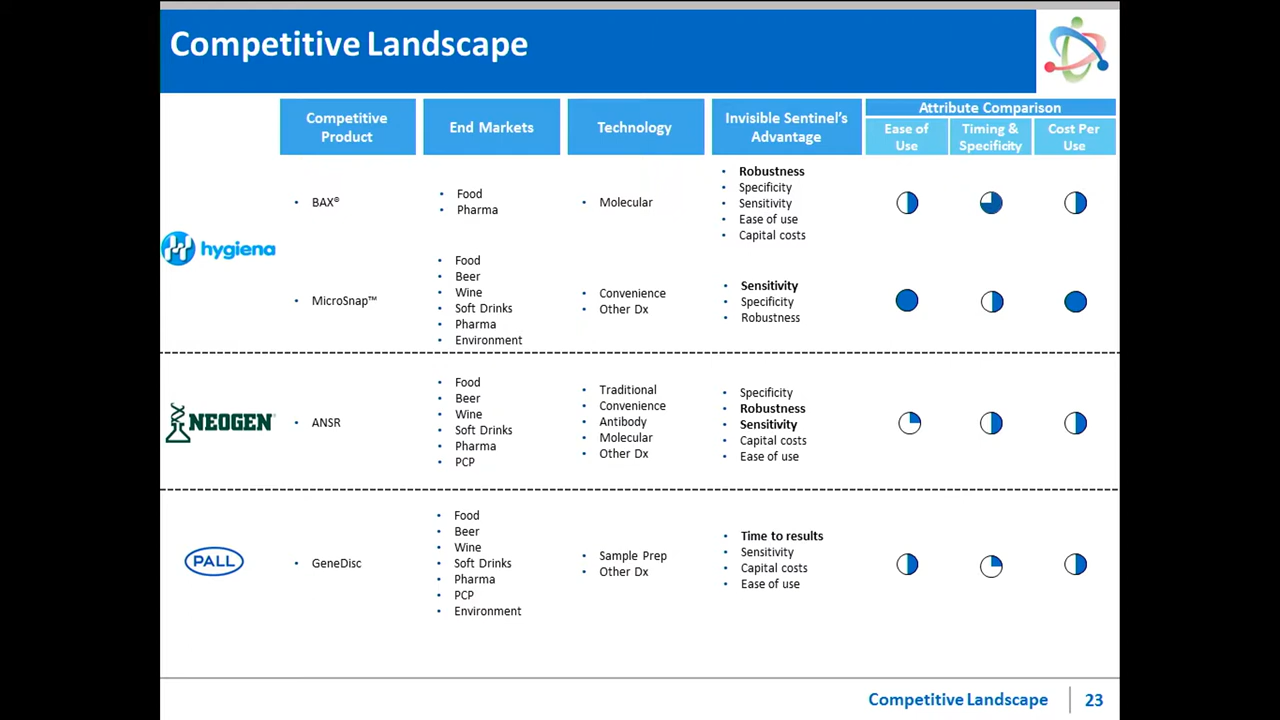 Competitive Landscape
Competitive
Product
End Markets
Technology
Invisible Sentinel's
Advantage
Attribute Comparison
Ease of
Use
Timing &
Specificity
Cost Per
Use
hygiena
• BAX®
• Food
• Pharma
• Molecular
• Robustness
• Specificity
• Sensitivity
• Ease of use
• Capital costs
• MicroSnap™
• Food
• Beer
• Wine
• Soft Drinks
• Pharma
• Environment
• Convenience
• Other Dx
• Sensitivity
• Specificity
• Robustness
NEOGEN
• ANSR
• Food
• Beer
• Wine
• Soft Drinks
• Pharma
• PCP
• Traditional
• Convenience
• Antibody
• Molecular
• Other Dx
• Specificity
• Robustness
• Sensitivity
• Capital costs
• Ease of use
PALL
• GeneDisc
• Food
• Beer
• Wine
• Soft Drinks
• Pharma
• PCP
• Environment
• Sample Prep
• Other Dx
• Time to results
• Sensitivity
• Capital costs
• Ease of use
Competitive Landscape 23